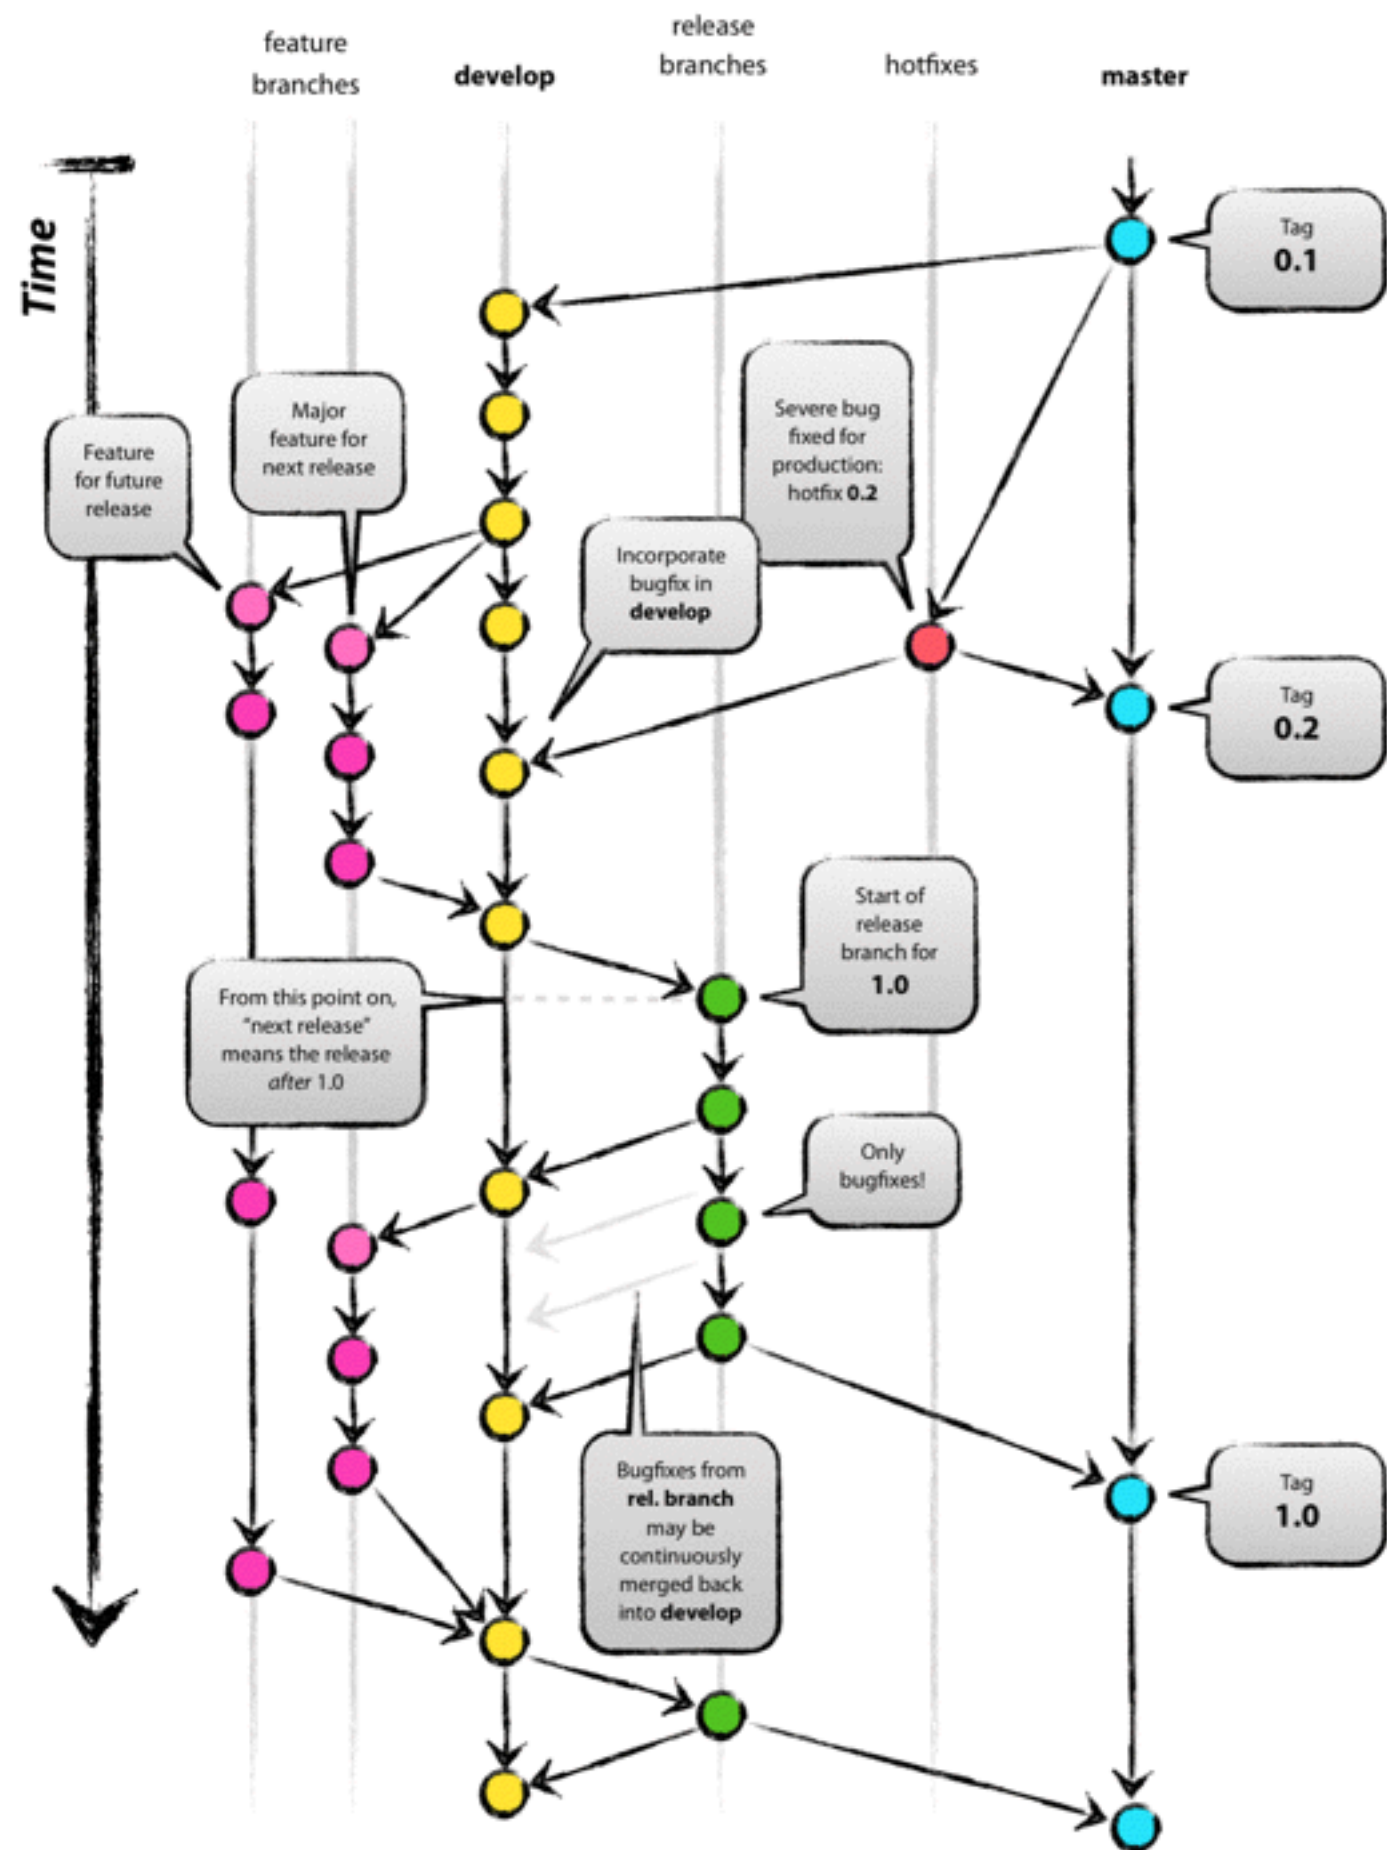 feature
branches
develop
release
branches
hotfixes
master
Time
Tag
0.1
Major
feature for
next release
Feature
for future
release
Severe bug
fixed for
production:
hotfix 0.2
Incorporate
bugfix in
develop
Tag
0.2
Start of
release
branch for
1.0
From this point on,
“next release”
means the release
after 1.0
Only
bugfixes!
Bugfixes from
rel. branch
may be
continuously
merged back
into develop
Tag
1.0